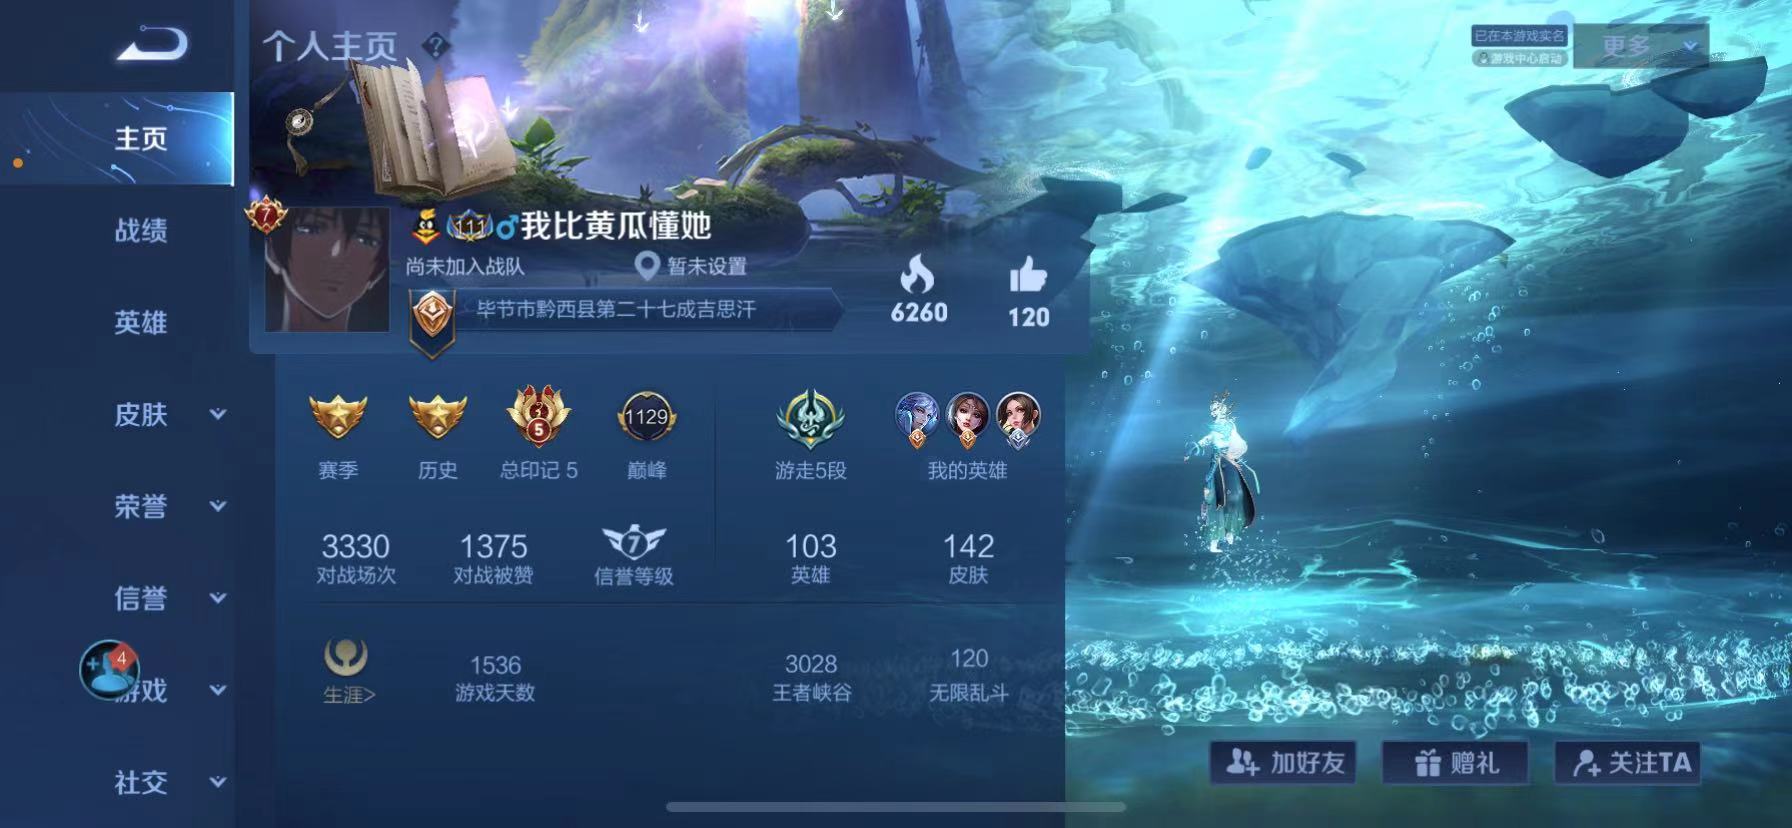 个人主页
?
已在本游戏实名
游戏中心启动
更多
主页
战绩
英雄
皮肤
荣誉
信誉
4
游戏
社交
7
111
♂我比黄瓜懂她
尚未加入战队
暂未设置
毕节市黔西县第二十七成吉思汗
6260
120
5
1129
赛季
历史
总印记 5
巅峰
游走5段
我的英雄
3330
1375
7
103
142
对战场次
对战被赞
信誉等级
英雄
皮肤
1536
3028
120
生涯>
游戏天数
王者峡谷
无限乱斗
加好友
赠礼
关注TA